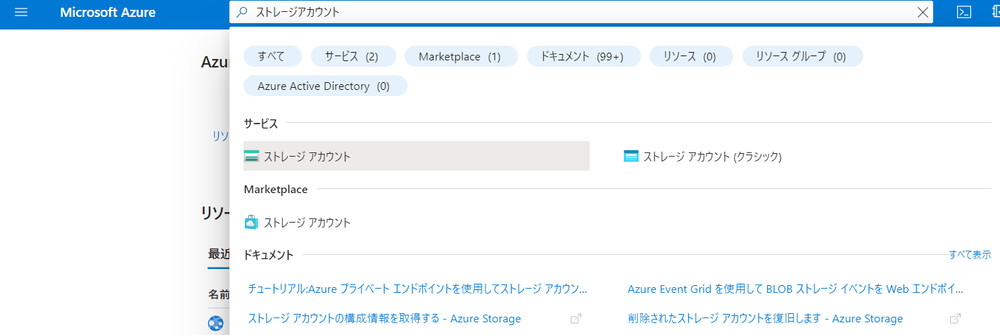 Microsoft Azure
ストレージアカウント
すべて サービス (2) Marketplace (1) ドキュメント (99+) リソース (0) リソース グループ (0)
Azure Active Directory (0)
サービス
ストレージ アカウント ストレージ アカウント (クラシック)
Marketplace
ストレージ アカウント
ドキュメント すべて表示
チュートリアル:Azure プライベート エンドポイントを使用してストレージ アカウン... Azure Event Grid を使用して BLOB ストレージ イベントを Web エンドポイ...
ストレージ アカウントの構成情報を取得する - Azure Storage 削除されたストレージ アカウントを復旧します - Azure Storage
Azu
リソ
リソー
最近
名前